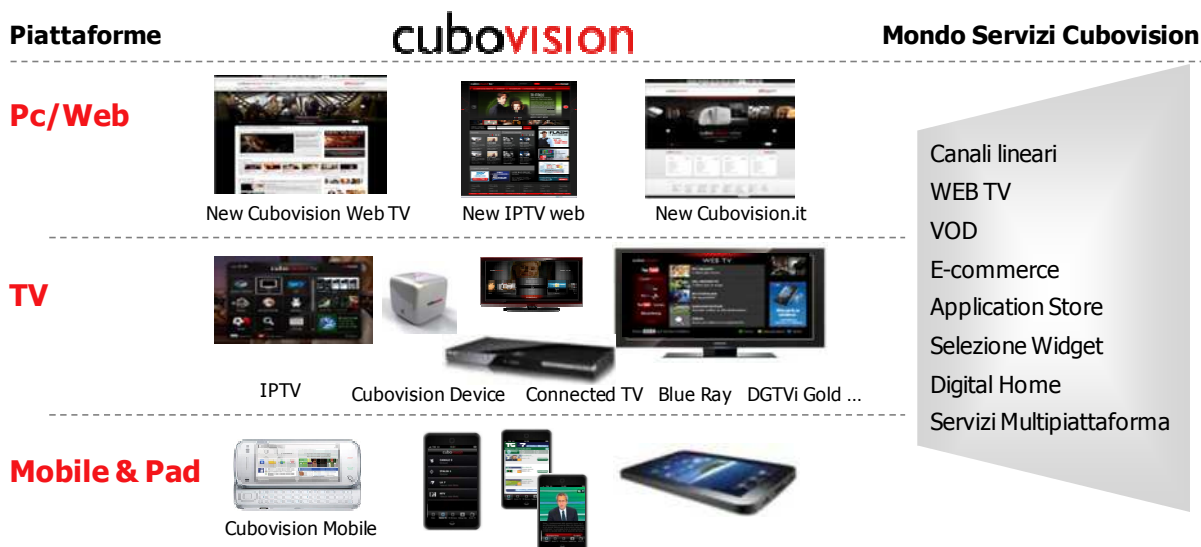 Piattaforme
cubovision
Mondo Servizi Cubovision
Pc/Web
New Cubovision Web TV
New IPTV web
New Cubovision.it
TV
WEB TV
IPTV
Cubovision Device
Connected TV
Blue Ray
DGTVi Gold ...
Mobile & Pad
Cubovision Mobile
Canali lineari
WEB TV
VOD
E-commerce
Application Store
Selezione Widget
Digital Home
Servizi Multipiattaforma